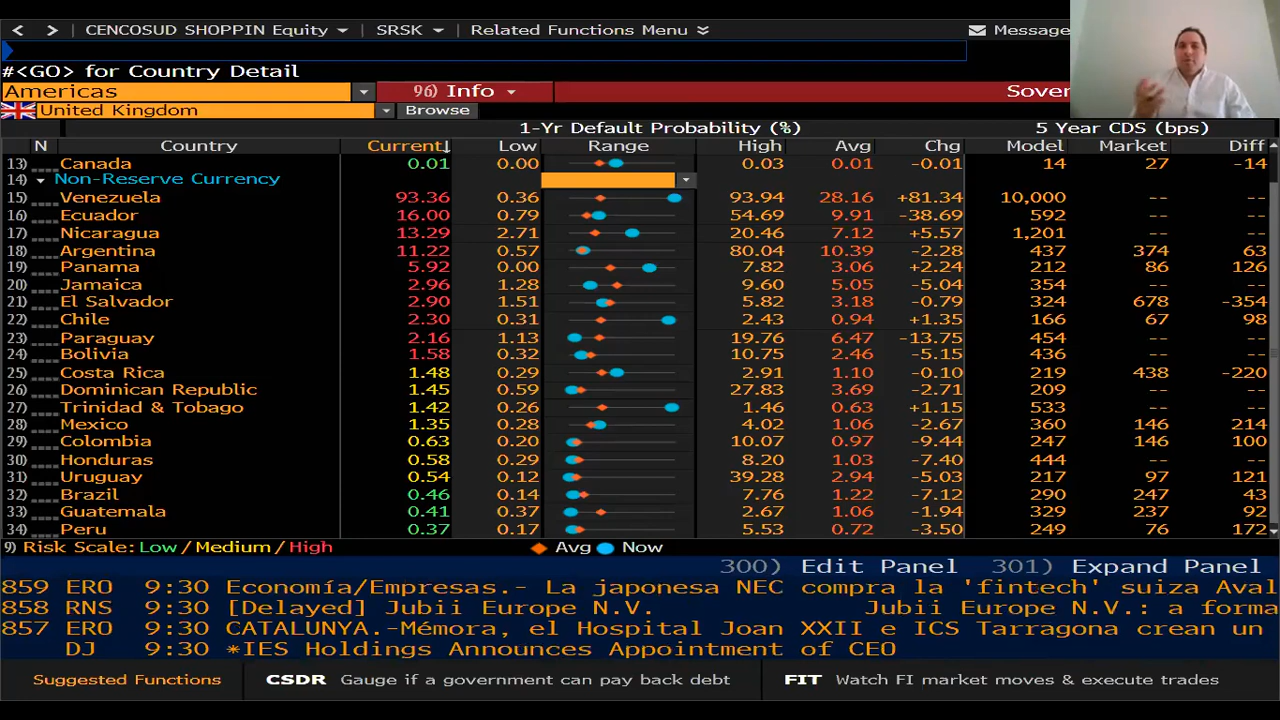 < > CENCOSUD SHOPPIN Equity SRSK Related Functions Menu Message
#<GO> for Country Detail
Americas 96) Info Sover
United Kingdom Browse
1-Yr Default Probability (%) 5 Year CDS (bps)
N Country Current↓ Low Range High Avg Chg Model Market Diff
13) Canada 0.01 0.00 0.03 0.01 -0.01 14 27 -14
14) Non-Reserve Currency
15) Venezuela 93.36 0.36 93.94 28.16 +81.34 10,000 -- --
16) Ecuador 16.00 0.79 54.69 9.91 -38.69 592 -- --
17) Nicaragua 13.29 2.71 20.46 7.12 +5.57 1,201 -- --
18) Argentina 11.22 0.57 80.04 10.39 -2.28 437 374 63
19) Panama 5.92 0.00 7.82 3.06 +2.24 212 86 126
20) Jamaica 2.96 1.28 9.60 5.05 -5.04 354 -- --
21) El Salvador 2.90 1.51 5.82 3.18 -0.79 324 678 -354
22) Chile 2.30 0.31 2.43 0.94 +1.35 166 67 98
23) Paraguay 2.16 1.13 19.76 6.47 -13.75 454 -- --
24) Bolivia 1.58 0.32 10.75 2.46 -5.15 436 -- --
25) Costa Rica 1.48 0.29 2.91 1.10 -0.10 219 438 -220
26) Dominican Republic 1.45 0.59 27.83 3.69 -2.71 209 -- --
27) Trinidad & Tobago 1.42 0.26 1.46 0.63 +1.15 533 -- --
28) Mexico 1.35 0.28 4.02 1.06 -2.67 360 146 214
29) Colombia 0.63 0.20 10.07 0.97 -9.44 247 146 100
30) Honduras 0.58 0.29 8.20 1.03 -7.40 444 -- --
31) Uruguay 0.54 0.12 39.28 2.94 -5.03 217 97 121
32) Brazil 0.46 0.14 7.76 1.22 -7.12 290 247 43
33) Guatemala 0.41 0.37 2.67 1.06 -1.94 329 237 92
34) Peru 0.37 0.17 5.53 0.72 -3.50 249 76 172
9) Risk Scale: Low / Medium / High Avg Now
300) Edit Panel 301) Expand Panel
859 ERO 9:30 Economía/Empresas.- La japonesa NEC compra la 'fintech' suiza Aval
858 RNS 9:30 [Delayed] Jubii Europe N.V. Jubii Europe N.V.: a forma
857 ERO 9:30 CATALUNYA.-Mémora, el Hospital Joan XXII e ICS Tarragona crean un
DJ 9:30 *IES Holdings Announces Appointment of CEO
Suggested Functions CSDR Gauge if a government can pay back debt FIT Watch FI market moves & execute trades